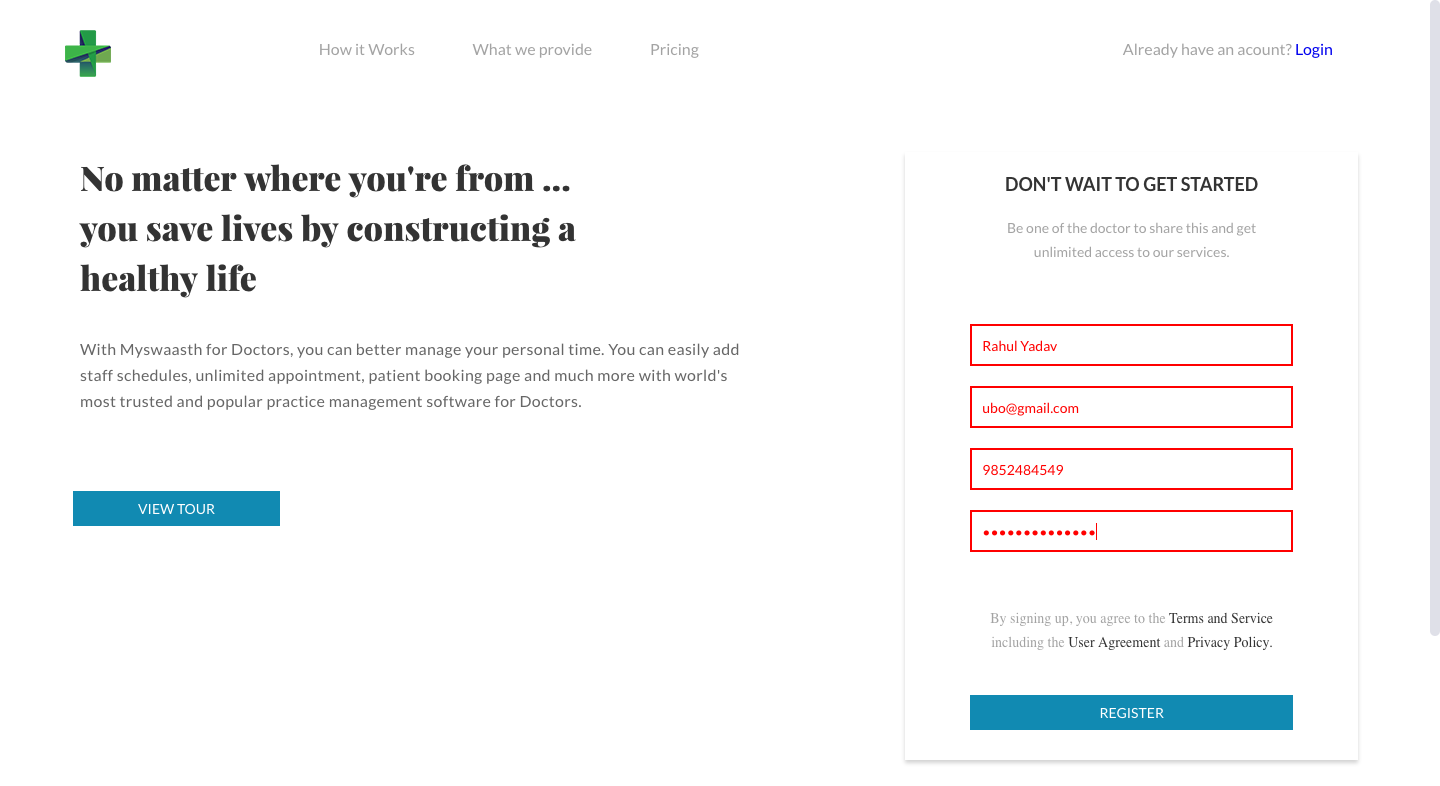 How it Works
What we provide
Pricing
Already have an acount? Login
No matter where you're from ...
you save lives by constructing a
healthy life
With Myswaasth for Doctors, you can better manage your personal time. You can easily add
staff schedules, unlimited appointment, patient booking page and much more with world's
most trusted and popular practice management software for Doctors.
VIEW TOUR
DON'T WAIT TO GET STARTED
Be one of the doctor to share this and get
unlimited access to our services.
Rahul Yadav
ubo@gmail.com
9852484549
••••••••••••••
By signing up, you agree to the Terms and Service
including the User Agreement and Privacy Policy.
REGISTER